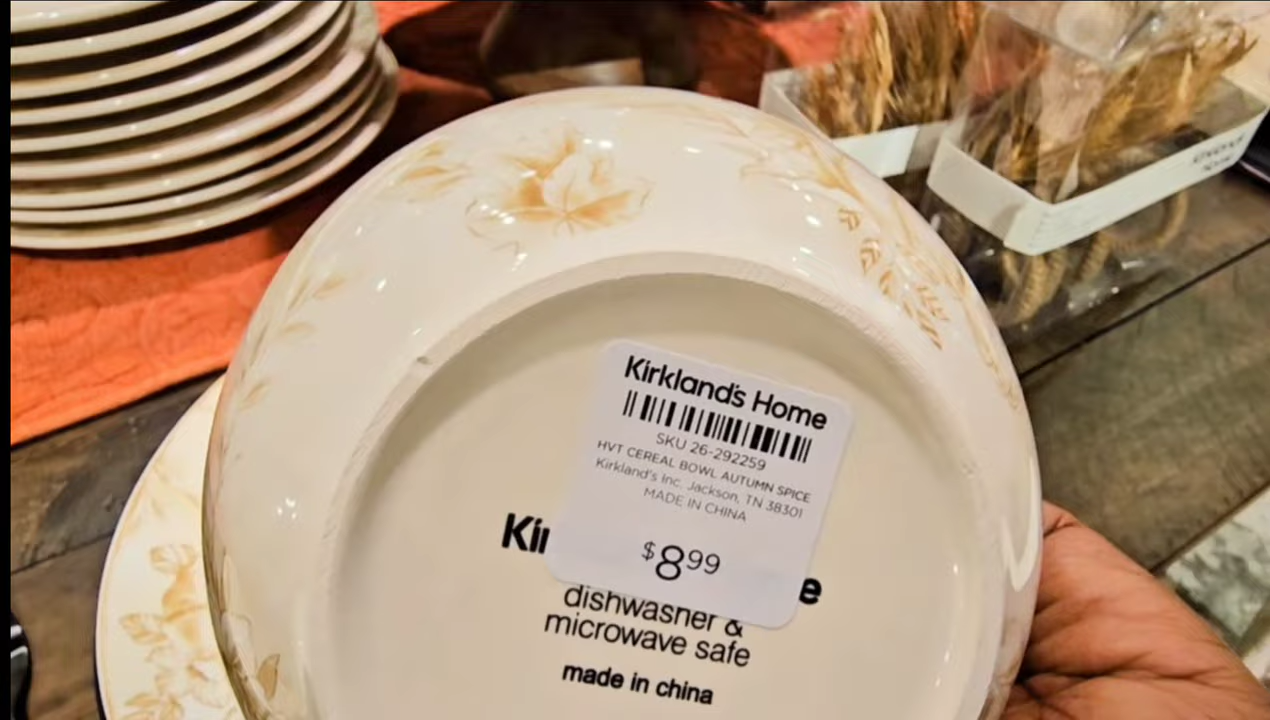 Kirkland's Home
SKU 26-292259
HVT CEREAL BOWL AUTUMN SPICE
Kirkland's Inc. Jackson, TN 38301
MADE IN CHINA
$8.99
Kir
e
dishwasher &
microwave safe
made in china